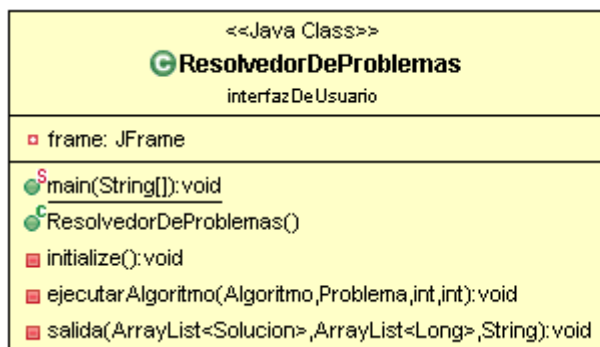 <<Java Class>>
C ResolvedorDeProblemas
interfazDeUsuario
frame: JFrame
S main(String[]):void
C ResolvedorDeProblemas()
initialize():void
ejecutarAlgoritmo(Algoritmo,Problema,int,int):void
salida(ArrayList<Solucion>,ArrayList<Long>,String):void